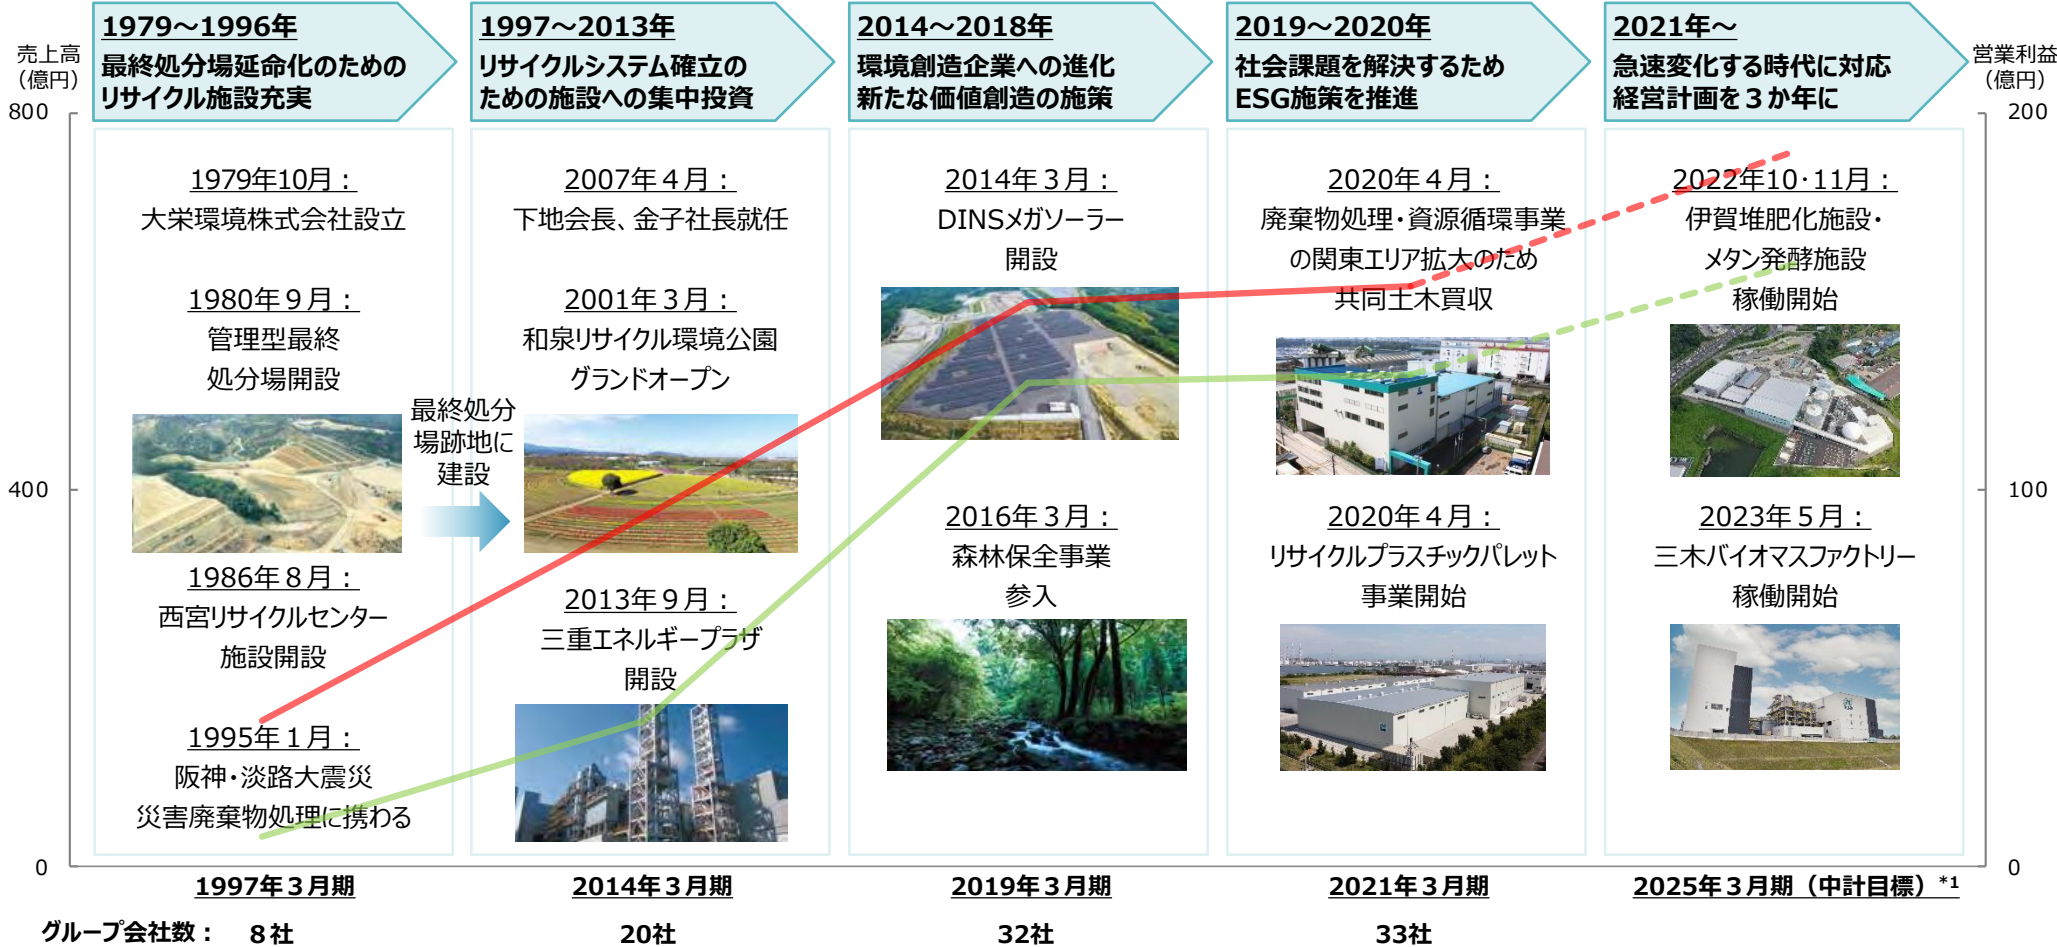 売上高
（億円）
800
400
0
1979～1996年
最終処分場延命化のための
リサイクル施設充実
1979年10月：
大栄環境株式会社設立
1980年９月：
管理型最終
処分場開設
1986年８月：
西宮リサイクルセンター
施設開設
1995年１月：
阪神・淡路大震災
災害廃棄物処理に携わる
最終処分
場跡地に
建設
1997～2013年
リサイクルシステム確立の
ための施設への集中投資
2007年４月：
下地会長、金子社長就任
2001年３月：
和泉リサイクル環境公園
グランドオープン
2013年９月：
三重エネルギープラザ
開設
2014～2018年
環境創造企業への進化
新たな価値創造の施策
2014年３月：
DINSメガソーラー
開設
2016年３月：
森林保全事業
参入
2019～2020年
社会課題を解決するため
ESG施策を推進
2020年４月：
廃棄物処理・資源循環事業
の関東エリア拡大のため
共同土木買収
2020年４月：
リサイクルプラスチックパレット
事業開始
2021年～
急速変化する時代に対応
経営計画を３か年に
2022年10・11月：
伊賀堆肥化施設・
メタン発酵施設
稼働開始
2023年５月：
三木バイオマスファクトリー
稼働開始
営業利益
（億円）
200
100
0
1997年３月期
2014年３月期
2019年３月期
2021年３月期
2025年３月期（中計目標）*1
グループ会社数： ８社 20社 32社 33社